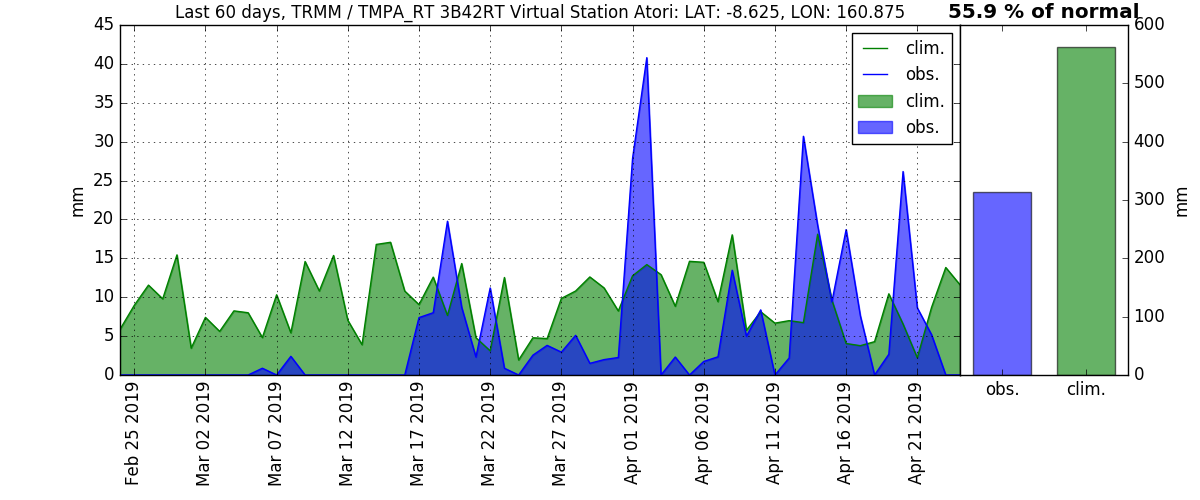 Last 60 days, TRMM / TMPA_RT 3B42RT Virtual Station Atori: LAT: -8.625, LON: 160.875
55.9 % of normal
45
40
35
30
25
20
15
10
5
0
mm
clim.
obs.
clim.
obs.
600
500
400
300
200
100
0
mm
obs.
clim.
Feb 25 2019
Mar 02 2019
Mar 07 2019
Mar 12 2019
Mar 17 2019
Mar 22 2019
Mar 27 2019
Apr 01 2019
Apr 06 2019
Apr 11 2019
Apr 16 2019
Apr 21 2019